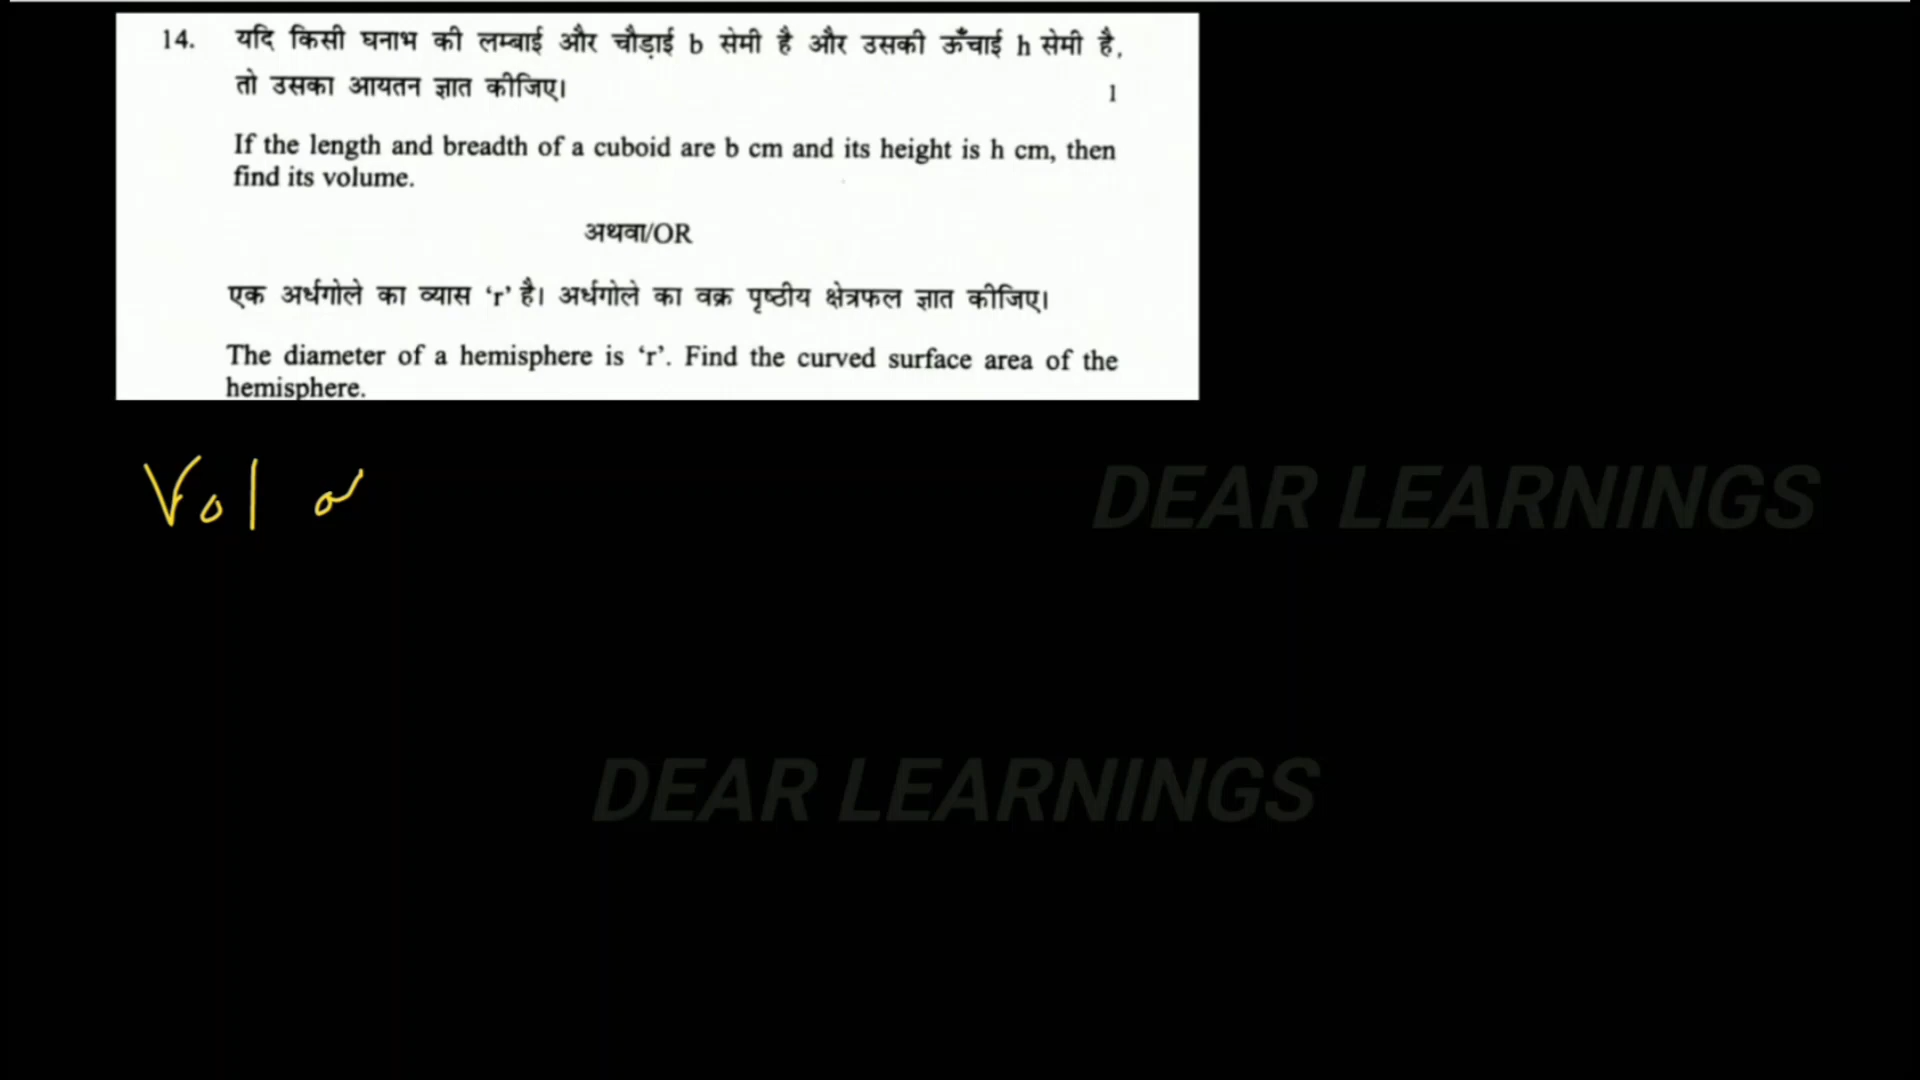 14. यदि किसी घनाभ की लम्बाई और चौड़ाई b सेमी है और उसकी ऊँचाई h सेमी है,
तो उसका आयतन ज्ञात कीजिए। 1
If the length and breadth of a cuboid are b cm and its height is h cm, then
find its volume.
अथवा/OR
एक अर्धगोले का व्यास ‘r’ है। अर्धगोले का वक्र पृष्ठीय क्षेत्रफल ज्ञात कीजिए।
The diameter of a hemisphere is ‘r’. Find the curved surface area of the
hemisphere.
Vol
DEAR LEARNINGS
DEAR LEARNINGS